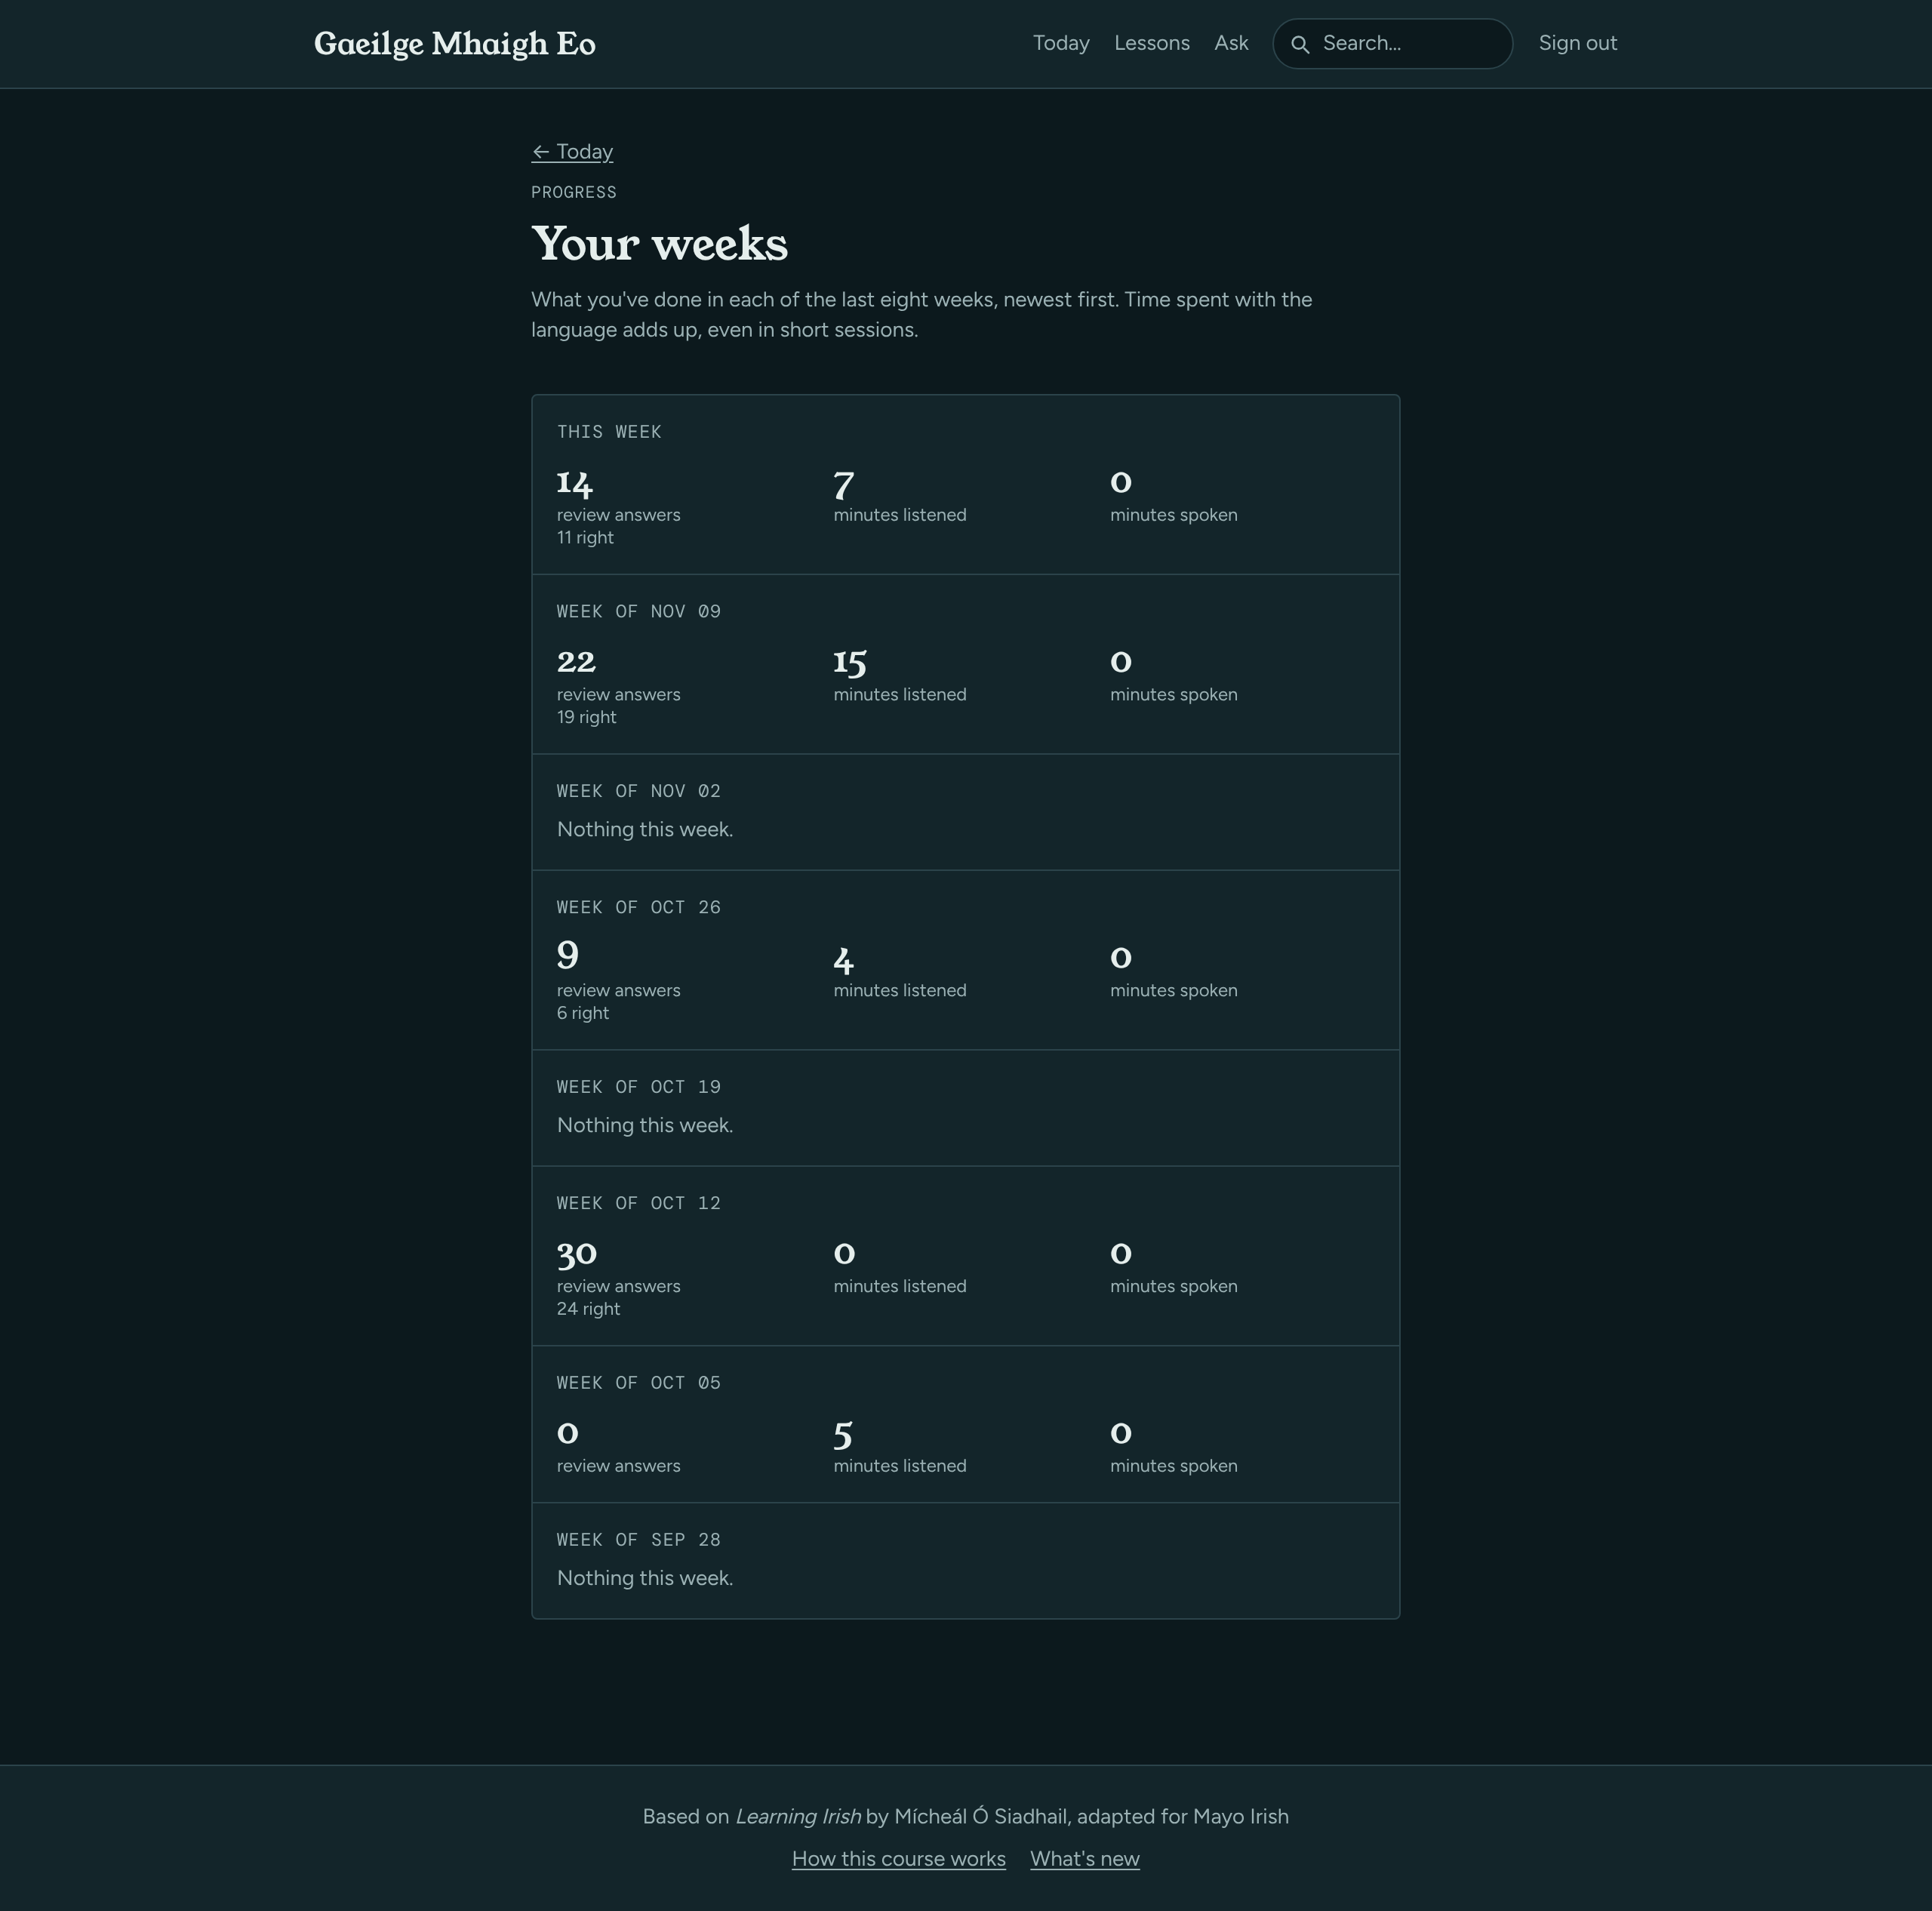 Gaeilge Mhaigh Eo
Today
Lessons
Ask
Search...
Sign out
← Today
PROGRESS
Your weeks
What you've done in each of the last eight weeks, newest first. Time spent with the
language adds up, even in short sessions.
THIS WEEK
14
review answers
11 right
7
minutes listened
0
minutes spoken
WEEK OF NOV 09
22
review answers
19 right
15
minutes listened
0
minutes spoken
WEEK OF NOV 02
Nothing this week.
WEEK OF OCT 26
9
review answers
6 right
4
minutes listened
0
minutes spoken
WEEK OF OCT 19
Nothing this week.
WEEK OF OCT 12
30
review answers
24 right
0
minutes listened
0
minutes spoken
WEEK OF OCT 05
0
review answers
5
minutes listened
0
minutes spoken
WEEK OF SEP 28
Nothing this week.
Based on Learning Irish by Mícheál Ó Siadhail, adapted for Mayo Irish
How this course works
What's new